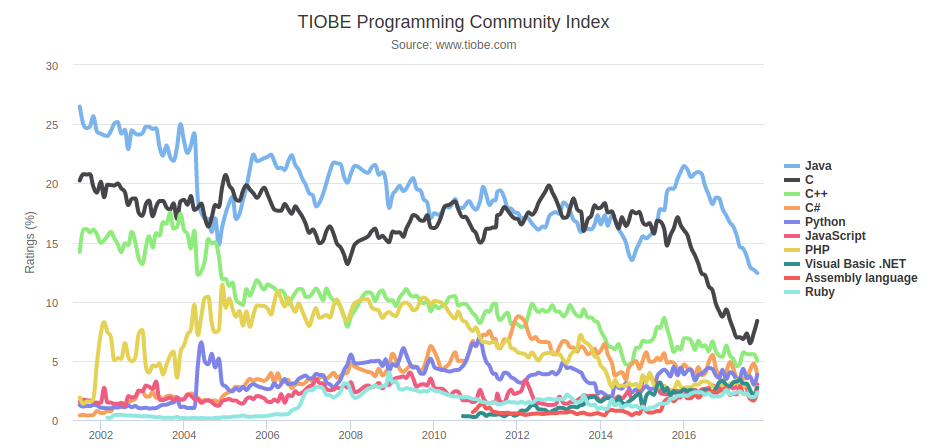 TIOBE Programming Community Index
Source: www.tiobe.com
Ratings (%)
30
25
20
15
10
5
0
2002 2004 2006 2008 2010 2012 2014 2016
Java
C
C++
C#
Python
JavaScript
PHP
Visual Basic .NET
Assembly language
Ruby